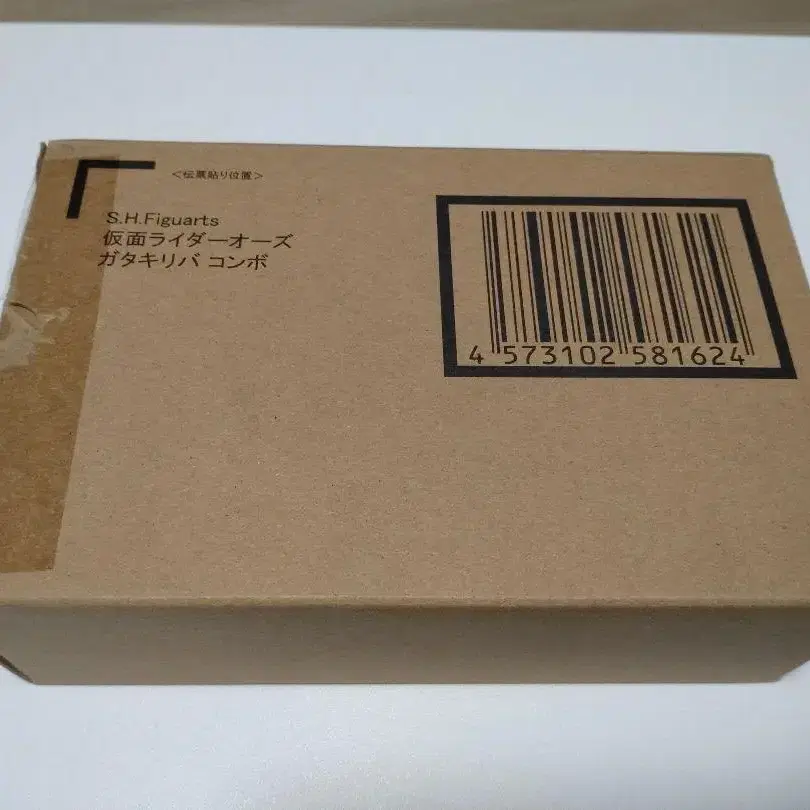 ＜伝票貼り位置＞
S.H.Figuarts
仮面ライダーオーズ
ガタキリバ コンボ
4 573102 581624